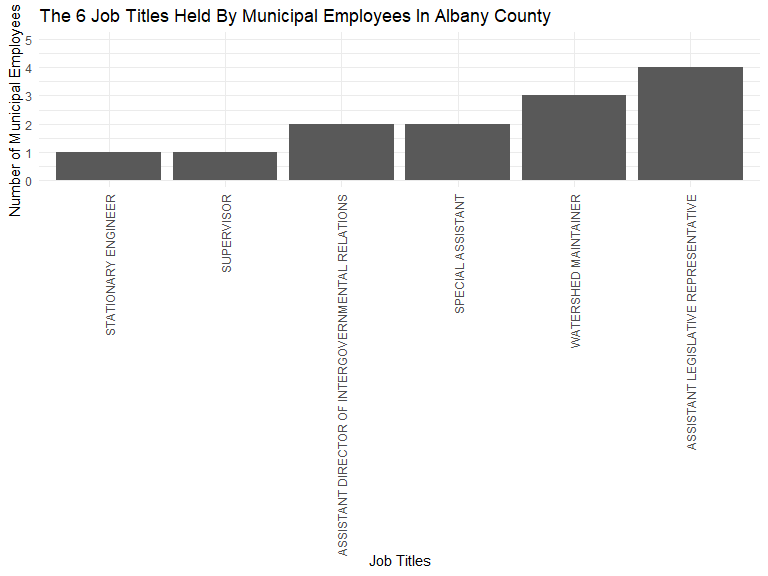 The 6 Job Titles Held By Municipal Employees In Albany County
Number of Municipal Employees
5
4
3
2
1
0
STATIONARY ENGINEER
SUPERVISOR
ASSISTANT DIRECTOR OF INTERGOVERNMENTAL RELATIONS
SPECIAL ASSISTANT
WATERSHED MAINTAINER
ASSISTANT LEGISLATIVE REPRESENTATIVE
Job Titles